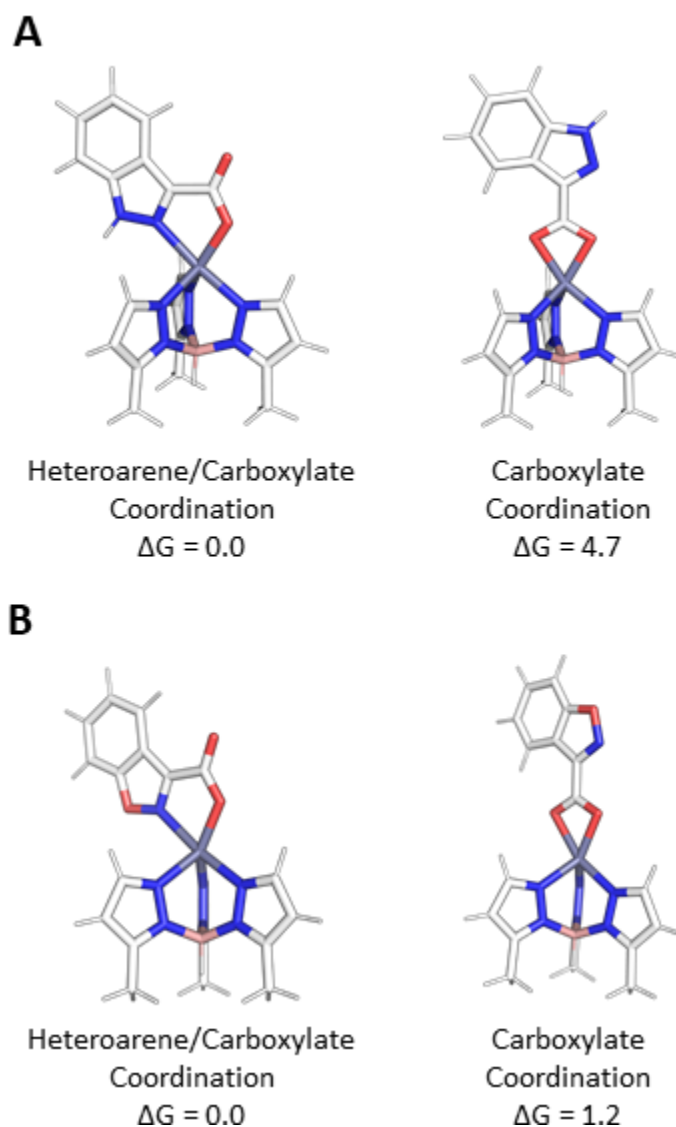 A
Heteroarene/Carboxylate
Coordination
ΔG = 0.0
Carboxylate
Coordination
ΔG = 4.7
B
Heteroarene/Carboxylate
Coordination
ΔG = 0.0
Carboxylate
Coordination
ΔG = 1.2